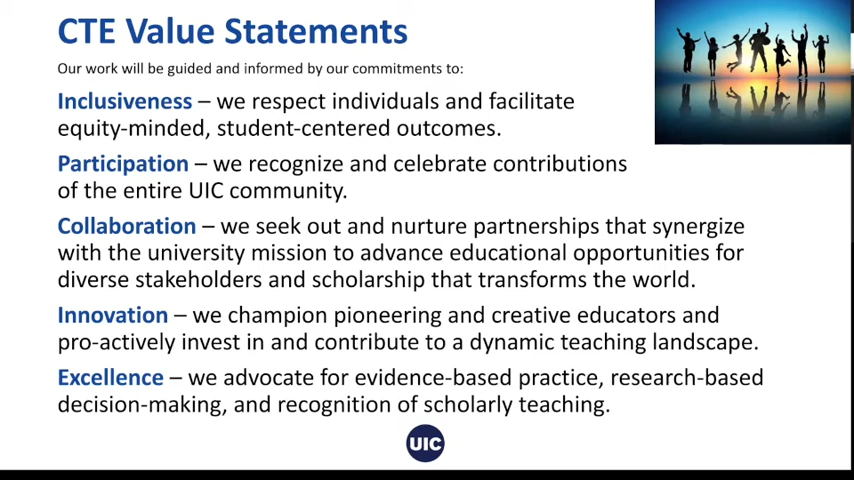 CTE Value Statements
Our work will be guided and informed by our commitments to:
Inclusiveness – we respect individuals and facilitate
equity-minded, student-centered outcomes.
Participation – we recognize and celebrate contributions
of the entire UIC community.
Collaboration – we seek out and nurture partnerships that synergize
with the university mission to advance educational opportunities for
diverse stakeholders and scholarship that transforms the world.
Innovation – we champion pioneering and creative educators and
pro-actively invest in and contribute to a dynamic teaching landscape.
Excellence – we advocate for evidence-based practice, research-based
decision-making, and recognition of scholarly teaching.
UIC